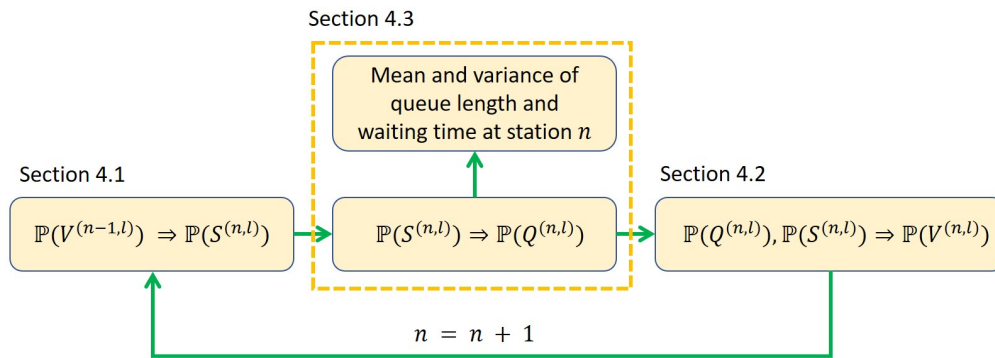 Section 4.3
Mean and variance of
queue length and
waiting time at station n
Section 4.1
Section 4.2
ℙ(V^{(n−1,l)}) ⇒ ℙ(S^{(n,l)})
ℙ(S^{(n,l)}) ⇒ ℙ(Q^{(n,l)})
ℙ(Q^{(n,l)}), ℙ(S^{(n,l)}) ⇒ ℙ(V^{(n,l)})
n = n + 1